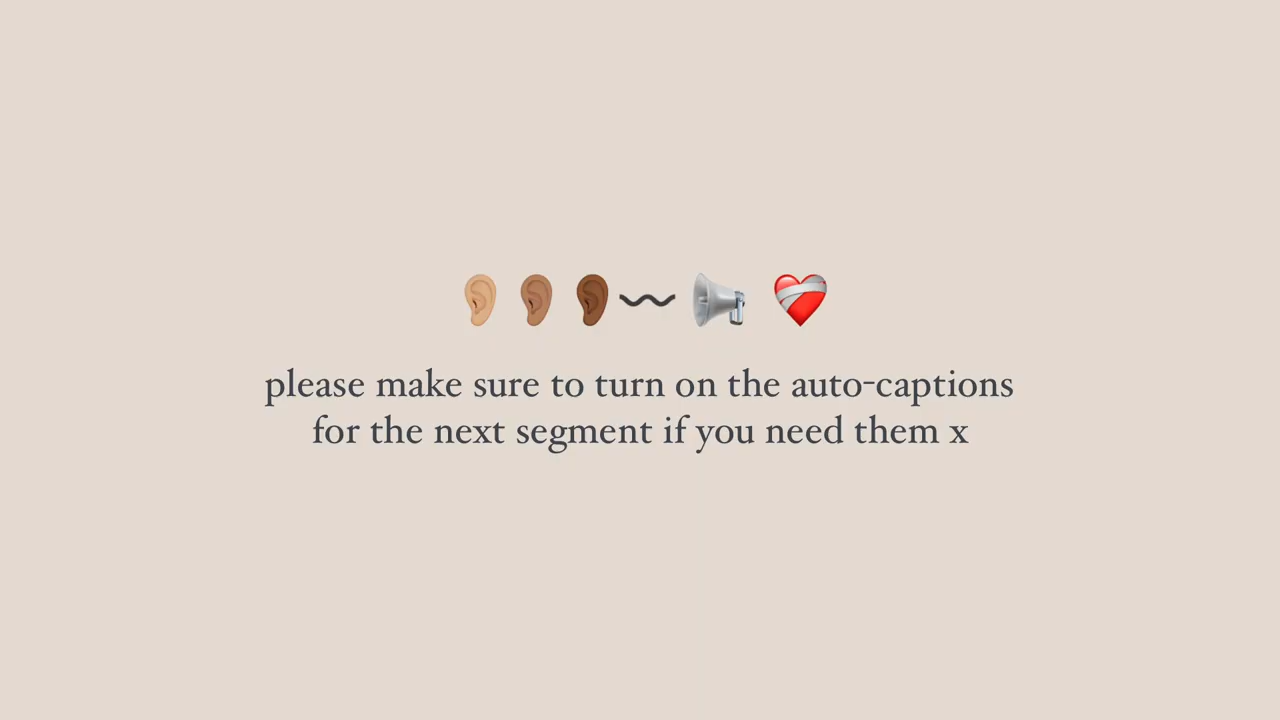 please make sure to turn on the auto-captions
for the next segment if you need them x